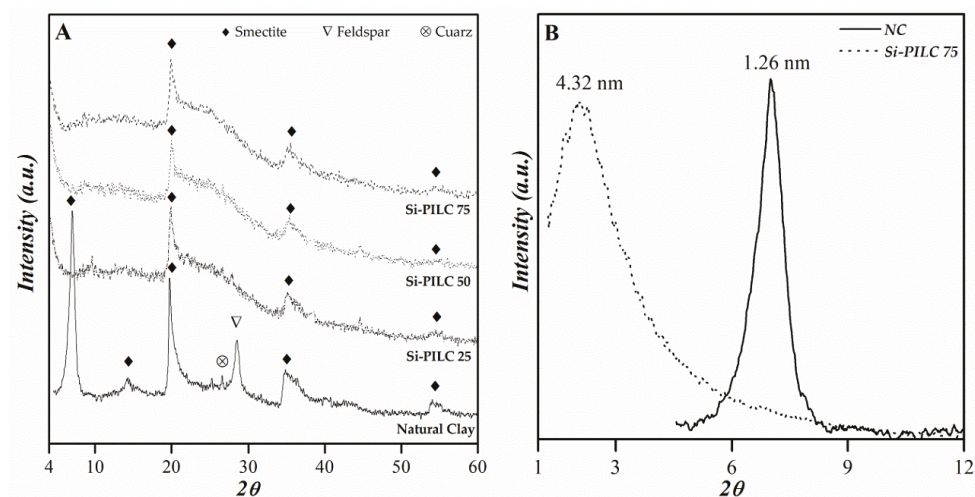 A
♦ Smectite ∇ Feldspar ⊗ Cuarz
Si-PILC 75
Si-PILC 50
Si-PILC 25
Natural Clay
Intensity (a.u.)
4 10 20 30 40 50 60
2θ
B
NC
Si-PILC 75
4.32 nm
1.26 nm
Intensity (a.u.)
1 3 6 9 12
2θ